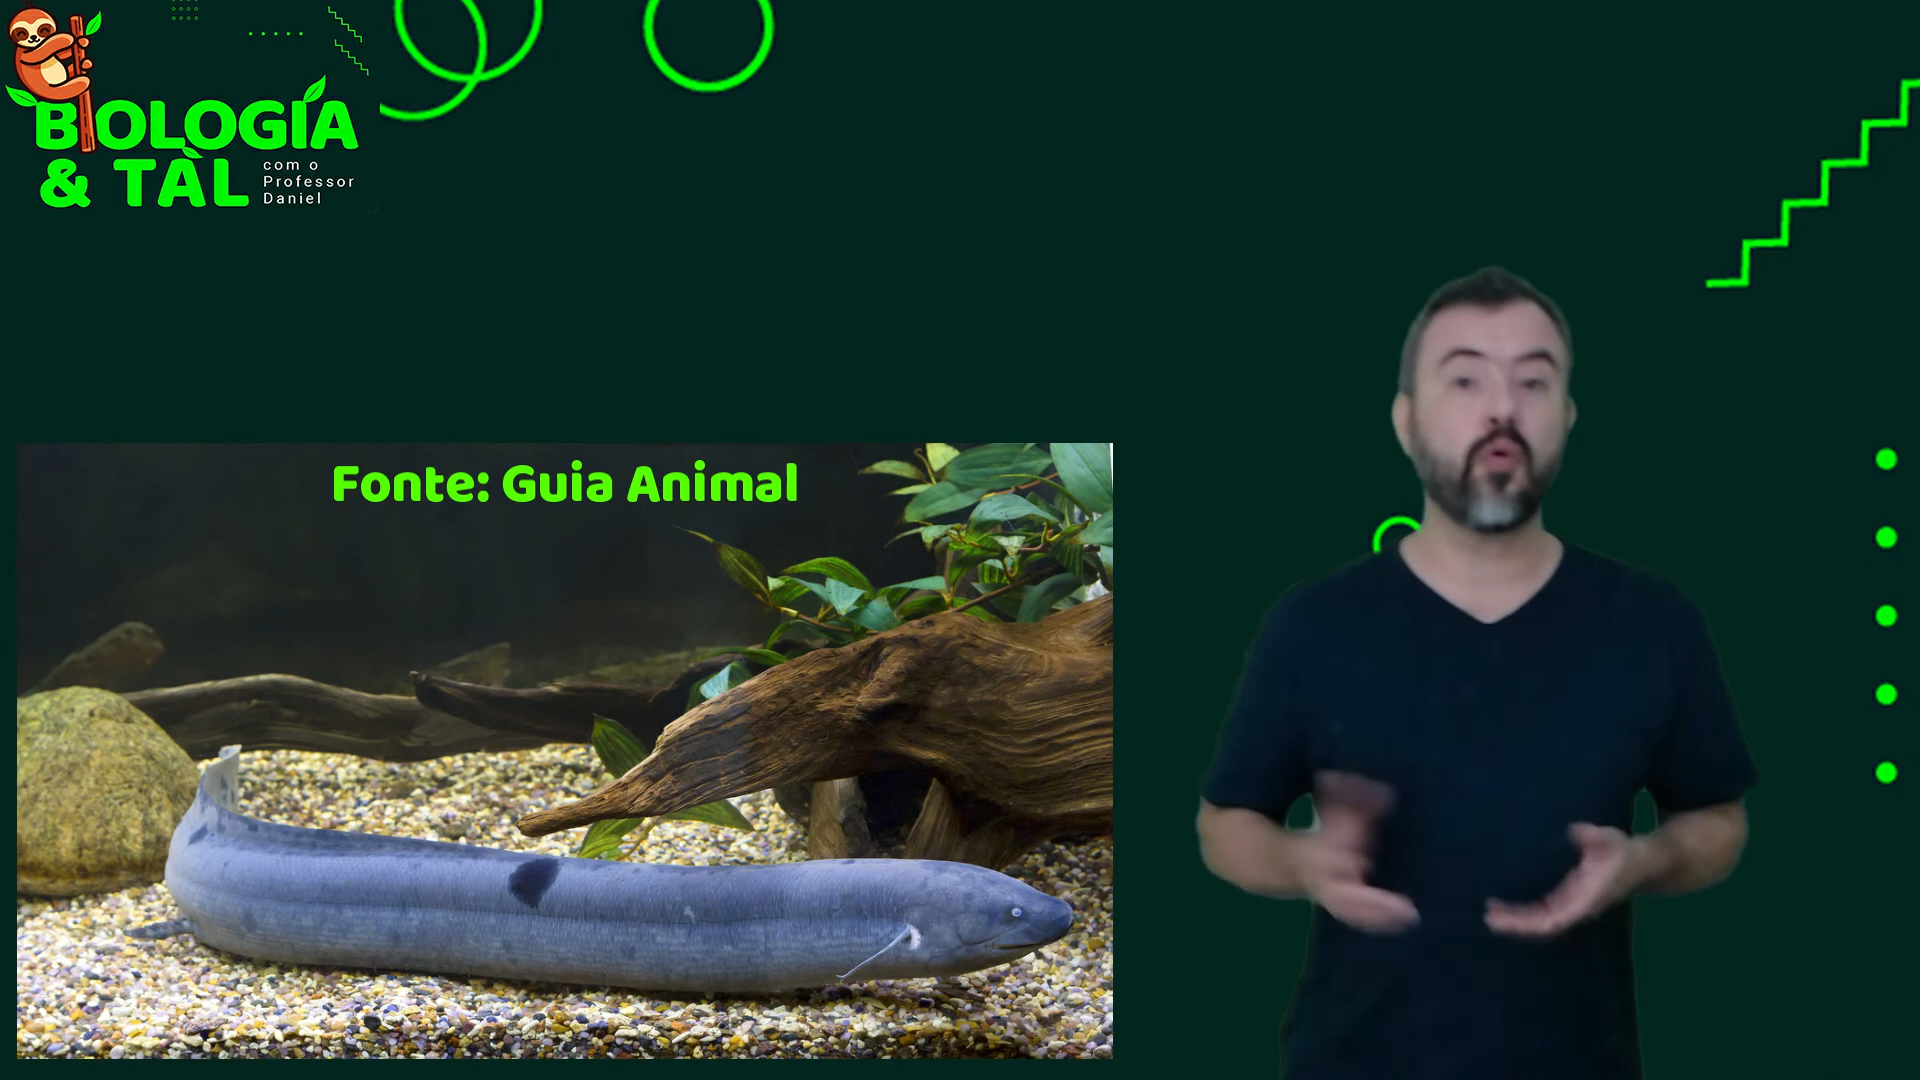 BIOLOGIA
& TAL
com o
Professor
Daniel
Fonte: Guia Animal